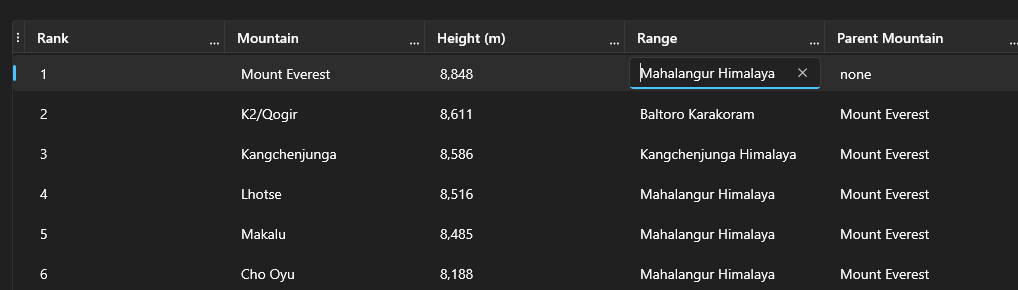 Rank Mountain Height (m) Range Parent Mountain
1 Mount Everest 8,848 Mahalangur Himalaya none
2 K2/Qogir 8,611 Baltoro Karakoram Mount Everest
3 Kangchenjunga 8,586 Kangchenjunga Himalaya Mount Everest
4 Lhotse 8,516 Mahalangur Himalaya Mount Everest
5 Makalu 8,485 Mahalangur Himalaya Mount Everest
6 Cho Oyu 8,188 Mahalangur Himalaya Mount Everest